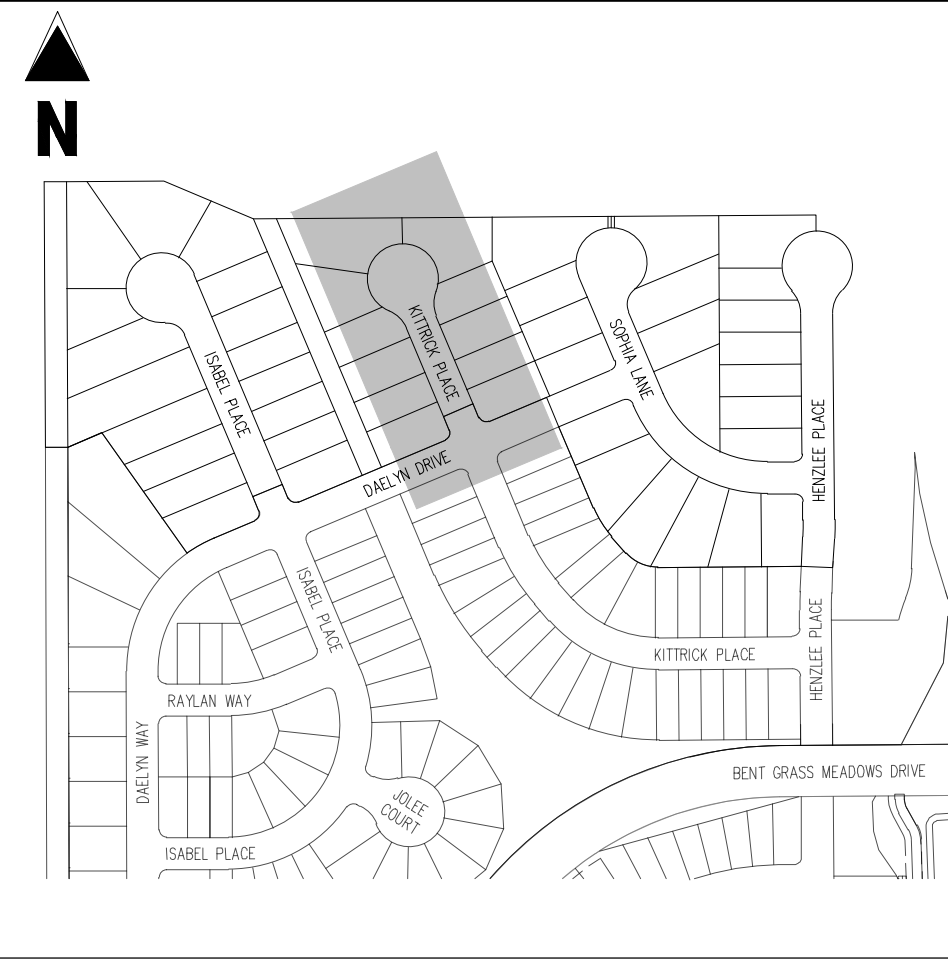 N
KITTRICK PLACE
SOPHIA LANE
ISABEL PLACE
HENZLEE PLACE
DAELYN DRIVE
ISABEL PLACE
HENZLEE PLACE
KITTRICK PLACE
RAYLAN WAY
DAELYN WAY
BENT GRASS MEADOWS DRIVE
JOLEE
COURT
ISABEL PLACE